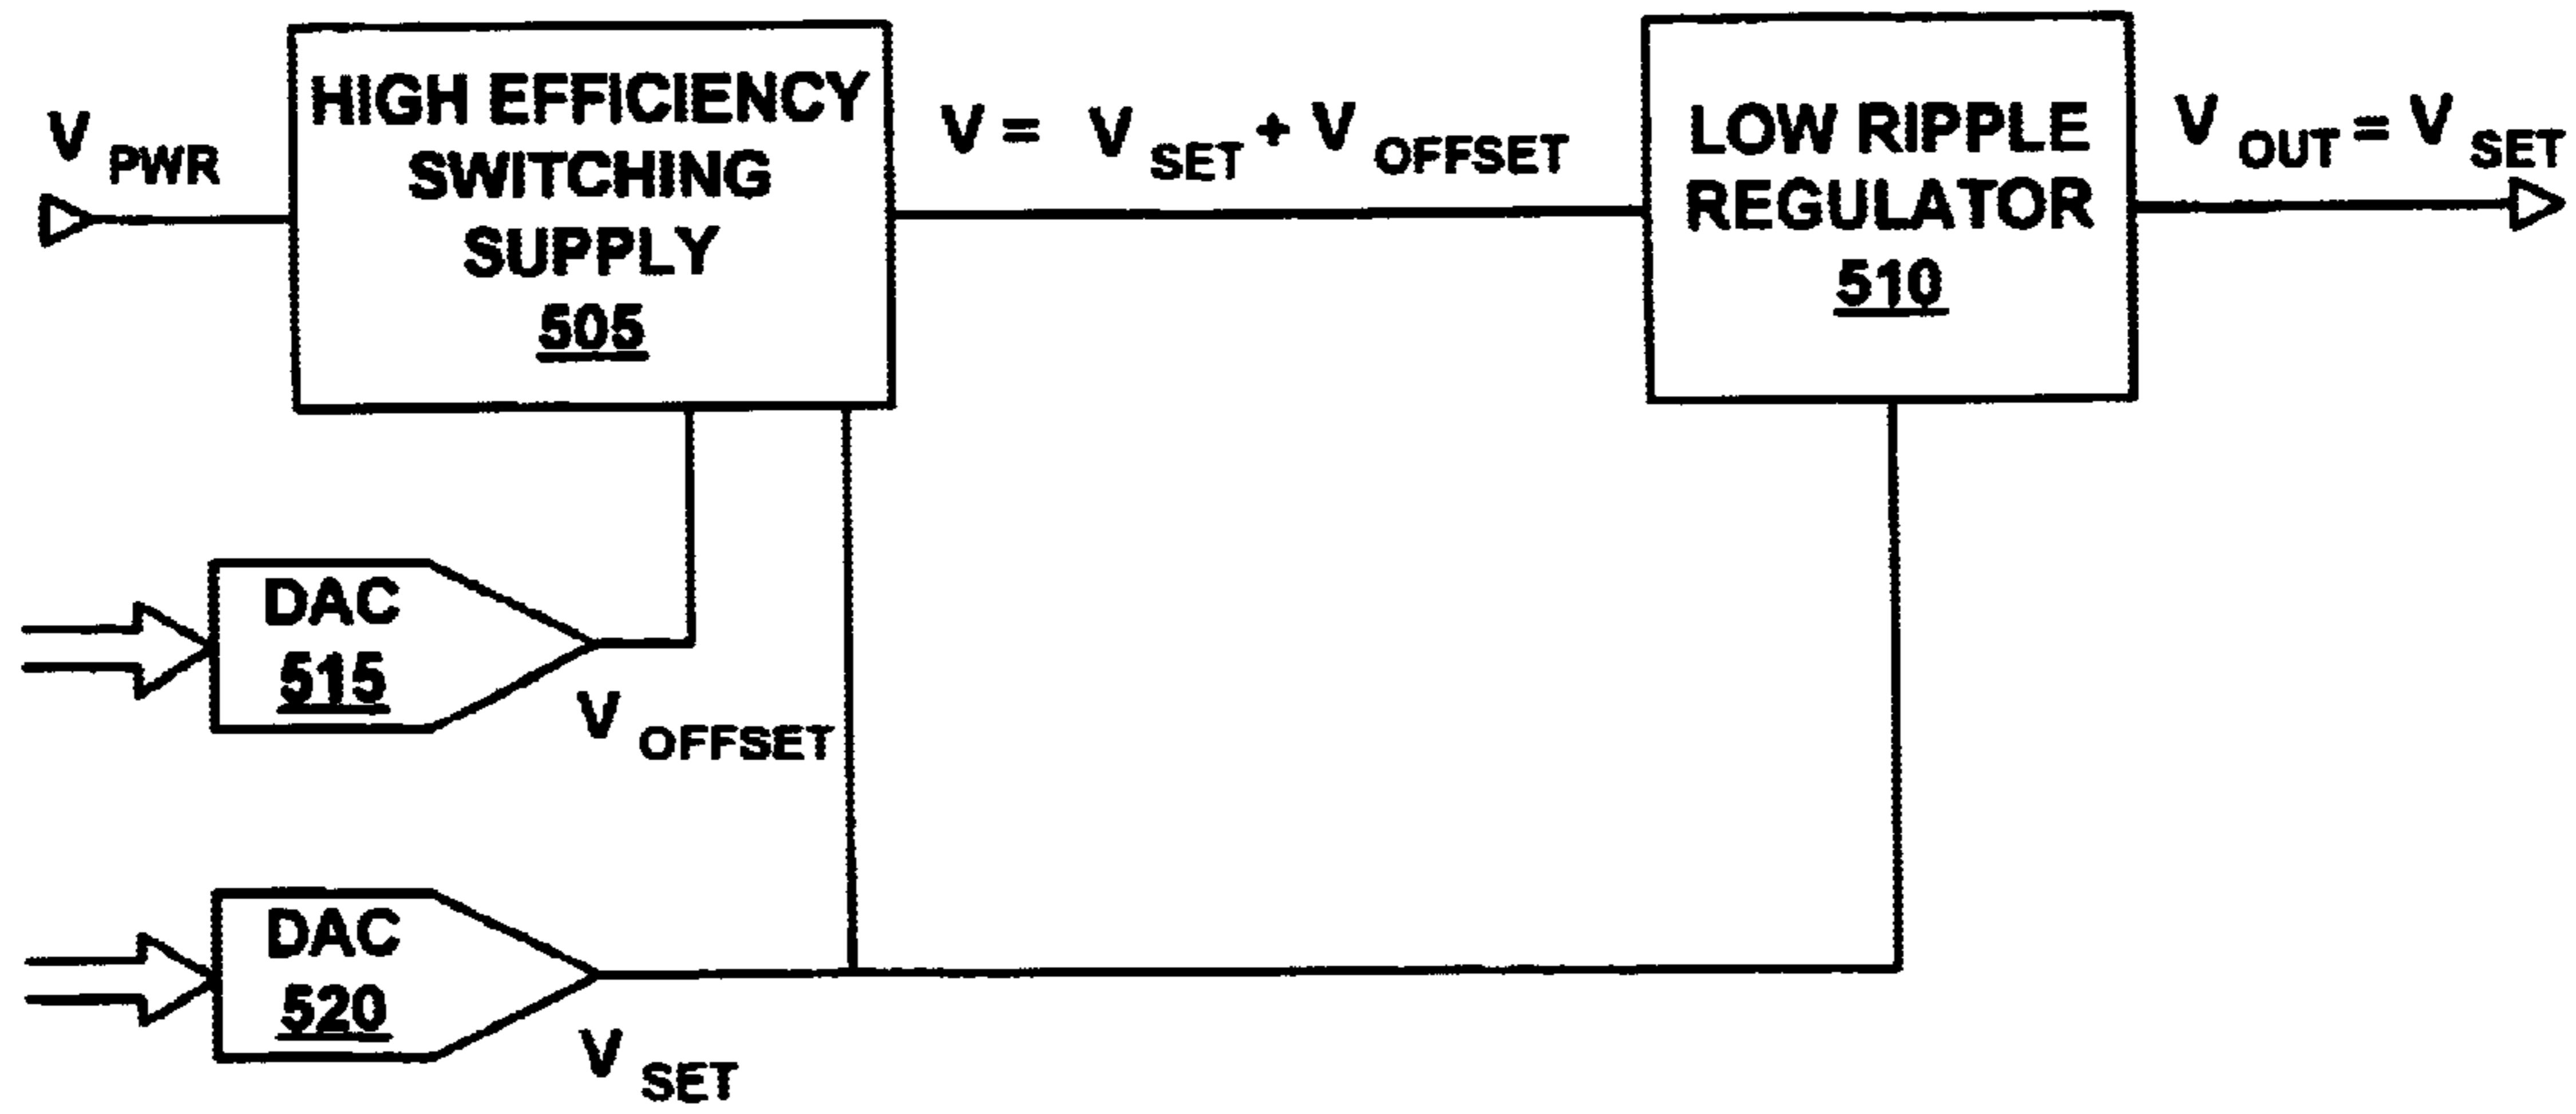 V PWR
HIGH EFFICIENCY
SWITCHING
SUPPLY
505
V = V SET + V OFFSET
LOW RIPPLE
REGULATOR
510
V OUT = V SET
DAC
515
V OFFSET
DAC
520
V SET